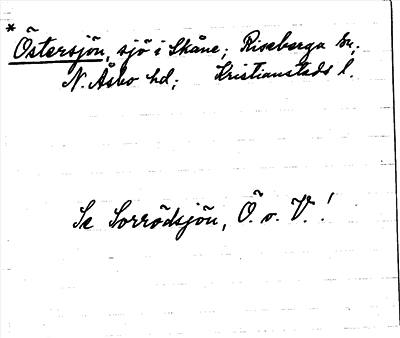 * Östersjön, sjö i Skåne; Riseberga sn;
N. Åsbo hd; Kristianstads l.
Se Sorrödsjön, Ö. o. V.!